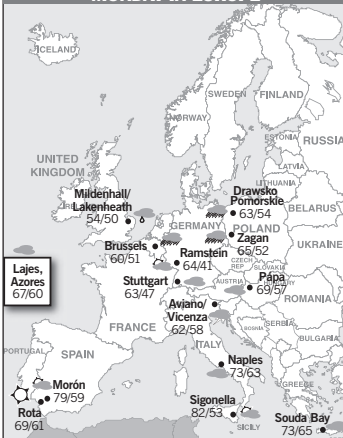 ICELAND
SWEDEN
FINLAND
NORWAY
ESTONIA
RUSSIA
LATVIA
LITHUANIA
UNITED
KINGDOM
Mildenhall/
Lakenheath
54/50
Drawsko
Pomorskie
63/54
BELARUS
GERMANY
POLAND
Zagan
65/52
Brussels
60/51
Ramstein
64/41
UKRAINE
CZECH
REP
SLOVAKIA
Lajes,
Azores
67/60
Stuttgart
63/47
AUSTRIA
Pápa
69/57
FRANCE
Aviano/
Vicenza
62/58
ROMANIA
BOSNIA
SERBIA
BULGARIA
ITALY
PORTUGAL
SPAIN
Naples
73/63
GREECE
Morón
79/59
Rota
69/61
Sigonella
82/53
SICILY
Souda Bay
73/65